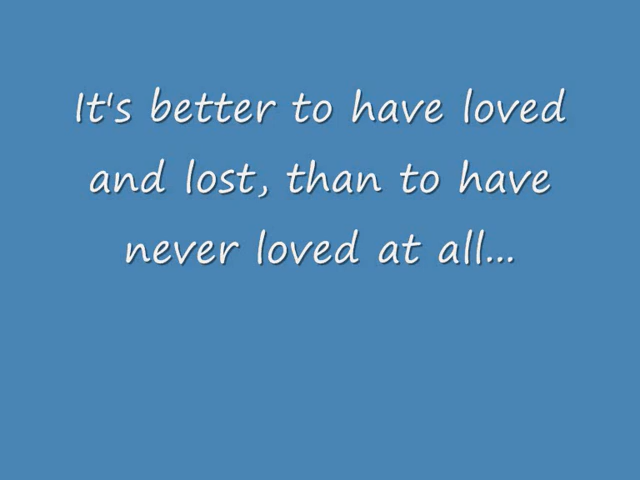 It's better to have loved
and lost, than to have
never loved at all...